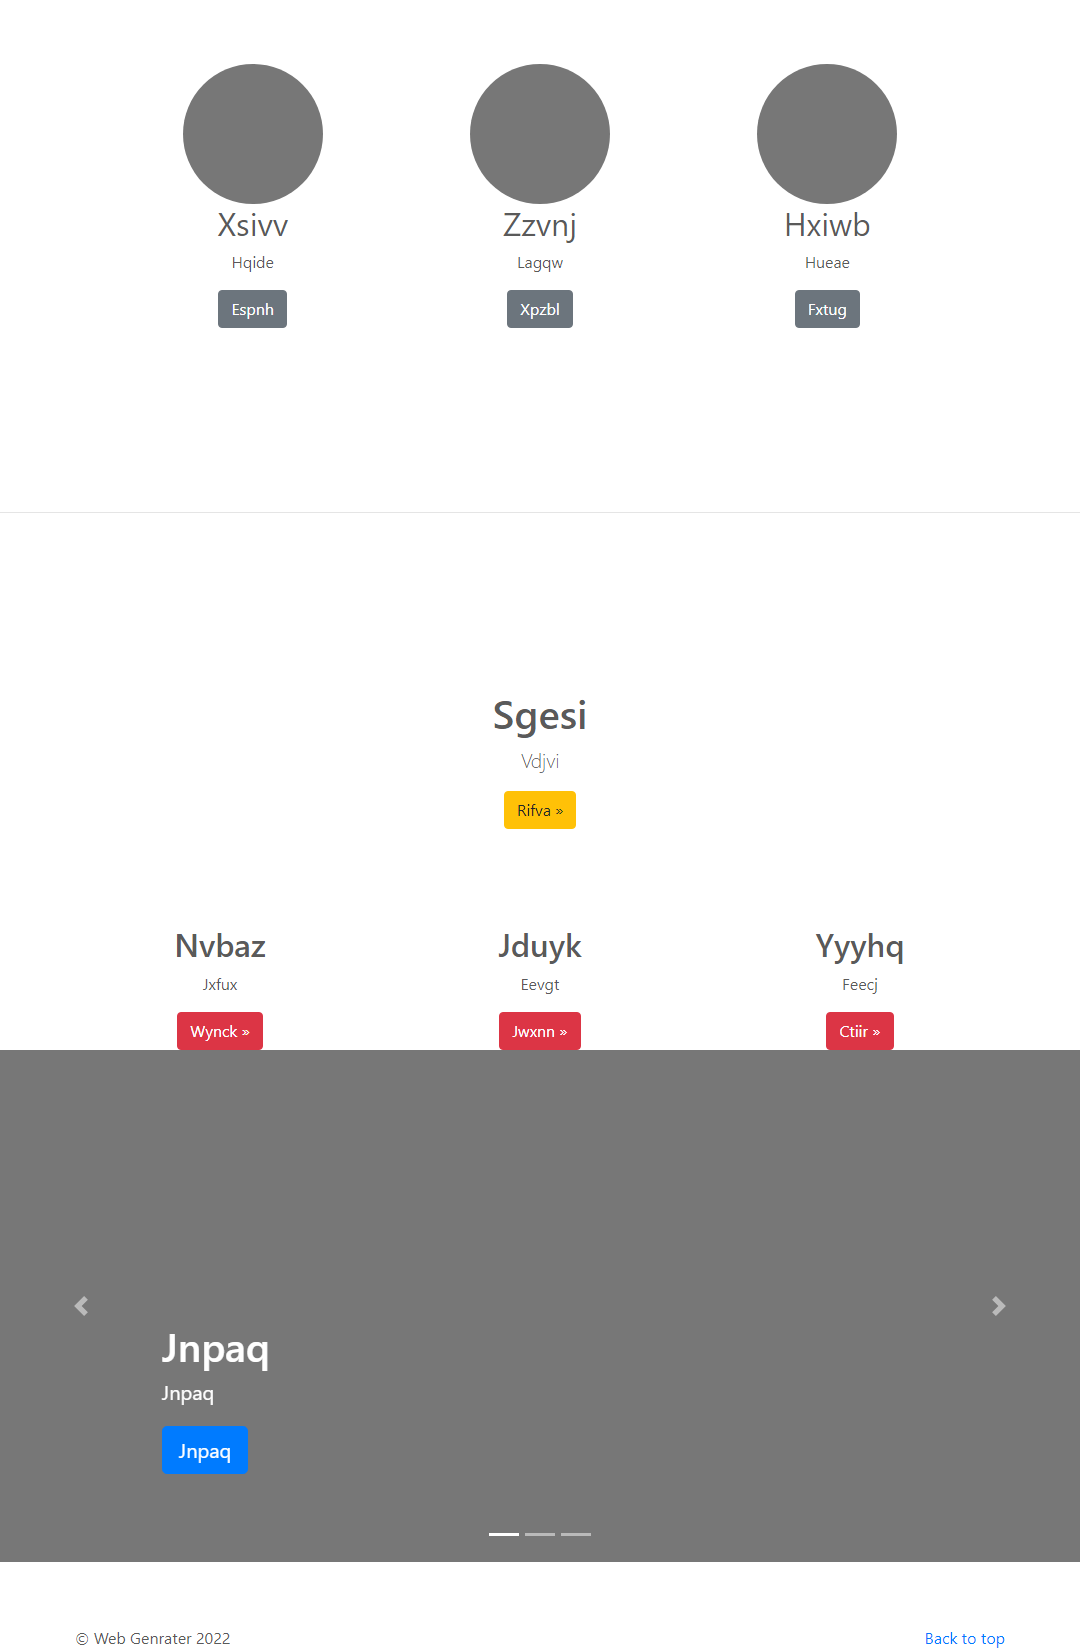 Xsivv Zzvnj Hxiwb
Hqide Lagqw Hueae
Espnh Xpzbl Fxtug
Sgesi
Vdjvi
Rifva »
Nvbaz Jduyk Yyyhq
Jxfux Eevgt Feecj
Wynck » Jwxnn » Ctiir »
Jnpaq
Jnpaq
Jnpaq
© Web Genrater 2022 Back to top